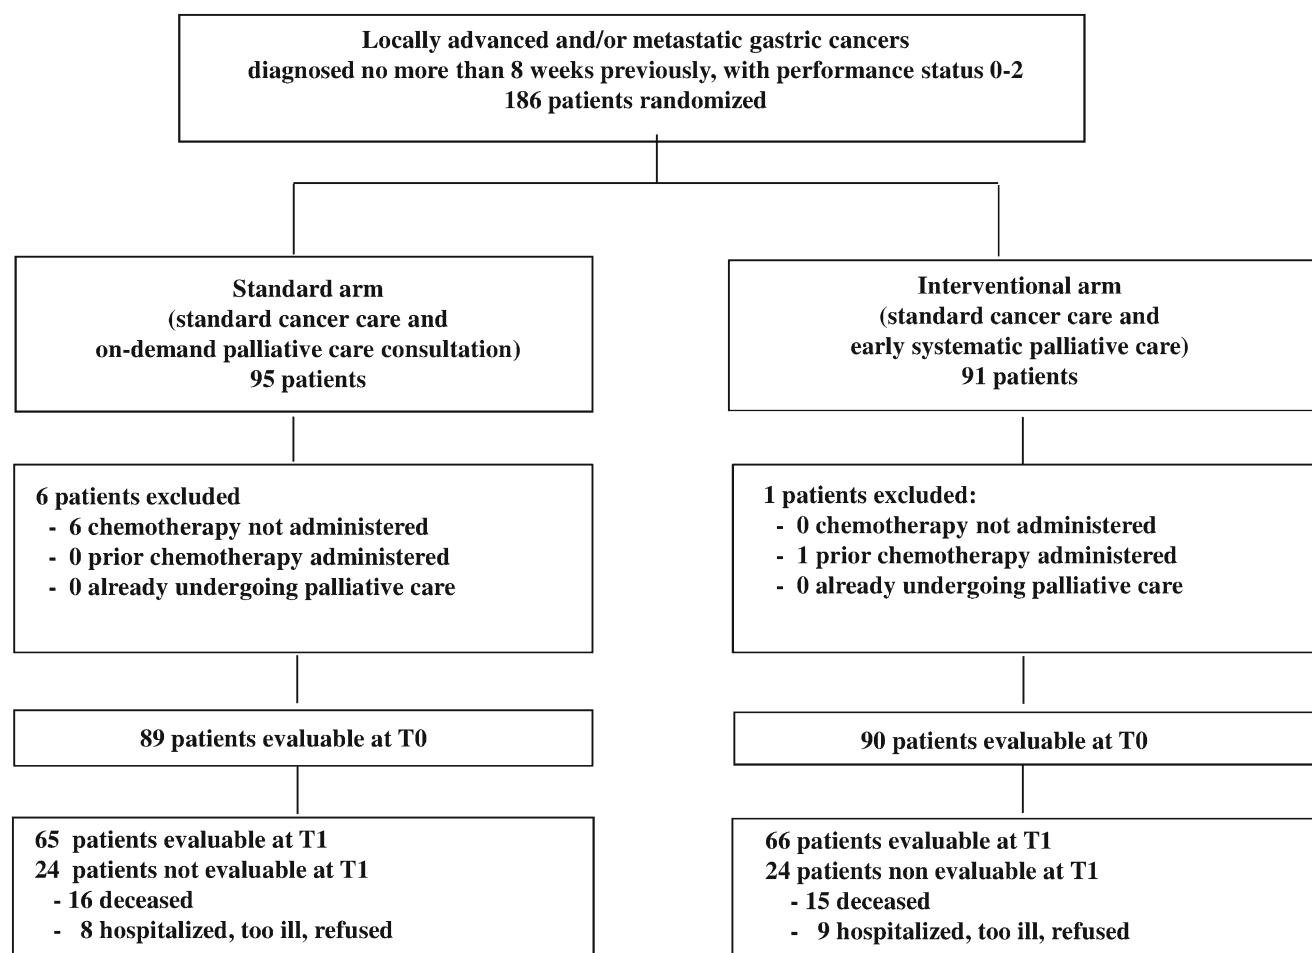 Locally advanced and/or metastatic gastric cancers
diagnosed no more than 8 weeks previously, with performance status 0-2
186 patients randomized
Standard arm
(standard cancer care and
on-demand palliative care consultation)
95 patients
Interventional arm
(standard cancer care and
early systematic palliative care)
91 patients
6 patients excluded
- 6 chemotherapy not administered
- 0 prior chemotherapy administered
- 0 already undergoing palliative care
1 patients excluded:
- 0 chemotherapy not administered
- 1 prior chemotherapy administered
- 0 already undergoing palliative care
89 patients evaluable at T0
90 patients evaluable at T0
65 patients evaluable at T1
24 patients not evaluable at T1
- 16 deceased
- 8 hospitalized, too ill, refused
66 patients evaluable at T1
24 patients non evaluable at T1
- 15 deceased
- 9 hospitalized, too ill, refused